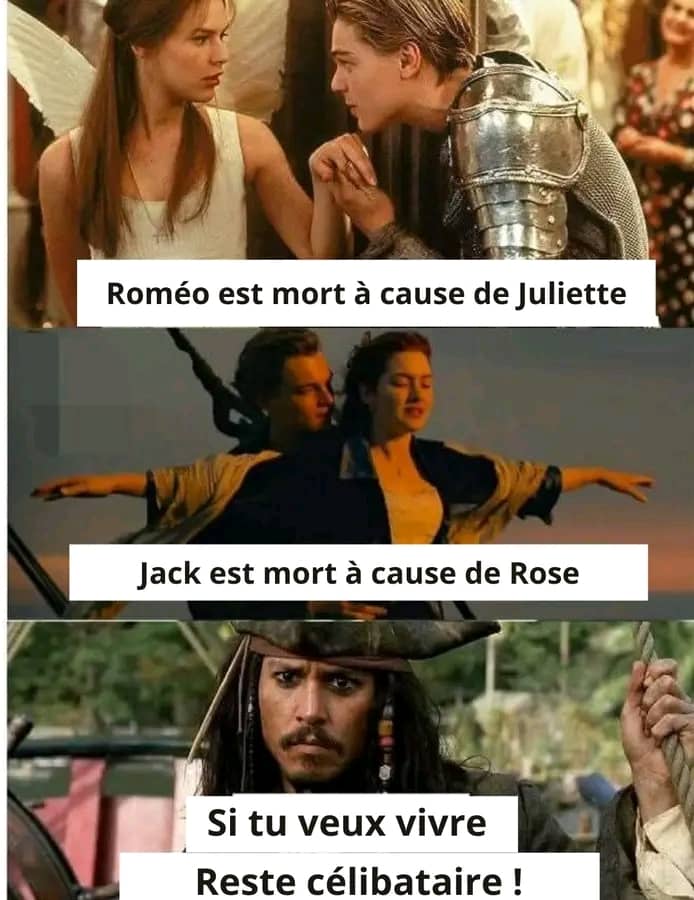 Roméo est mort à cause de Juliette
Jack est mort à cause de Rose
Si tu veux vivre
Reste célibataire !